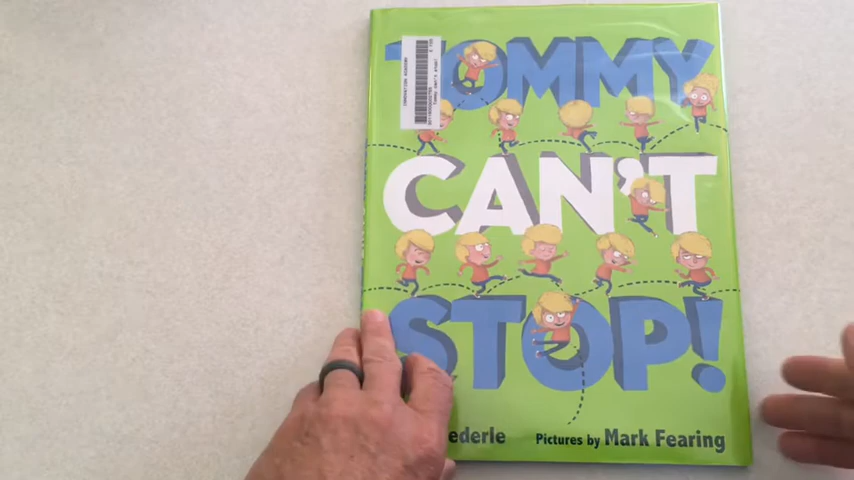 TOMMY
CAN'T
STOP!
ederle
Pictures by Mark Fearing